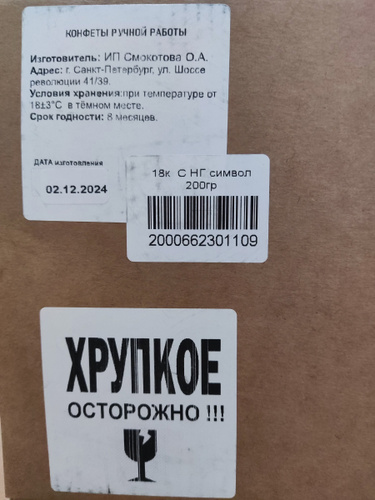 КОНФЕТЫ РУЧНОЙ РАБОТЫ
Изготовитель: ИП Смокотова О.А.
Адрес: г. Санкт-Петербург, ул. Шоссе
революции 41/39.
Условия хранения:при температуре от
18±3°С в тёмном месте.
Срок годности: 8 месяцев.
ДАТА изготовления
02.12.2024
18к С НГ символ
200гр
2000662301109
ХРУПКОЕ
ОСТОРОЖНО !!!